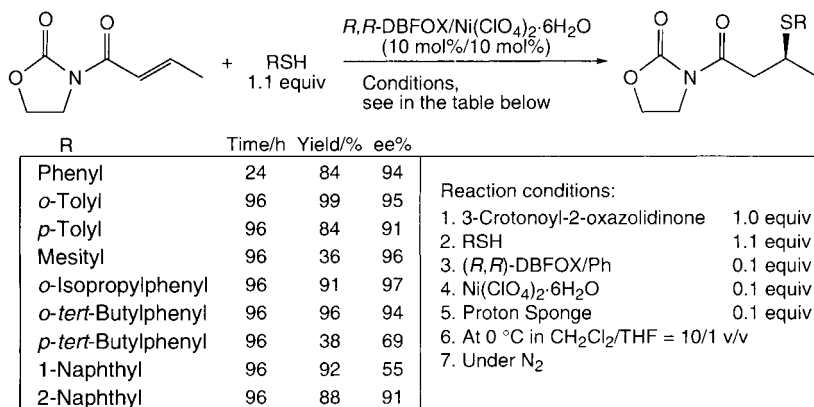 R,R-DBFOX/Ni(ClO4)2·6H2O
(10 mol%/10 mol%)
O O
O N
+ RSH
1.1 equiv
Conditions,
see in the table below
O O SR
O N
R Time/h Yield/% ee%
Phenyl 24 84 94
o-Tolyl 96 99 95
p-Tolyl 96 84 91
Mesityl 96 36 96
o-Isopropylphenyl 96 91 97
o-tert-Butylphenyl 96 96 94
p-tert-Butylphenyl 96 38 69
1-Naphthyl 96 92 55
2-Naphthyl 96 88 91
Reaction conditions:
1. 3-Crotonoyl-2-oxazolidinone 1.0 equiv
2. RSH 1.1 equiv
3. (R,R)-DBFOX/Ph 0.1 equiv
4. Ni(ClO4)2·6H2O 0.1 equiv
5. Proton Sponge 0.1 equiv
6. At 0 °C in CH2Cl2/THF = 10/1 v/v
7. Under N2